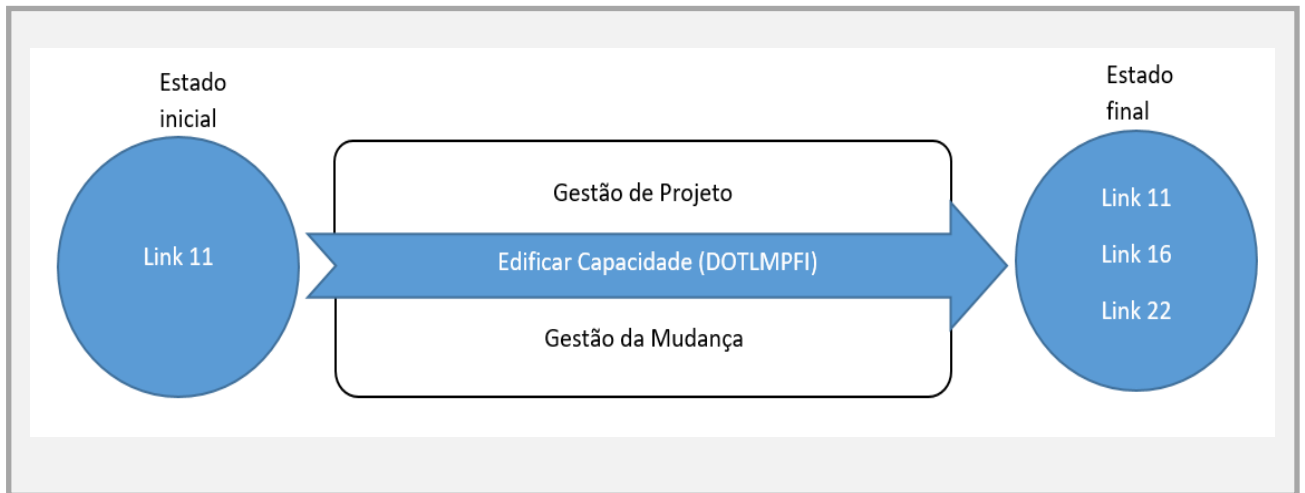 Estado
inicial
Link 11
Gestão de Projeto
Edificar Capacidade (DOTLMPFI)
Gestão da Mudança
Estado
final
Link 11
Link 16
Link 22